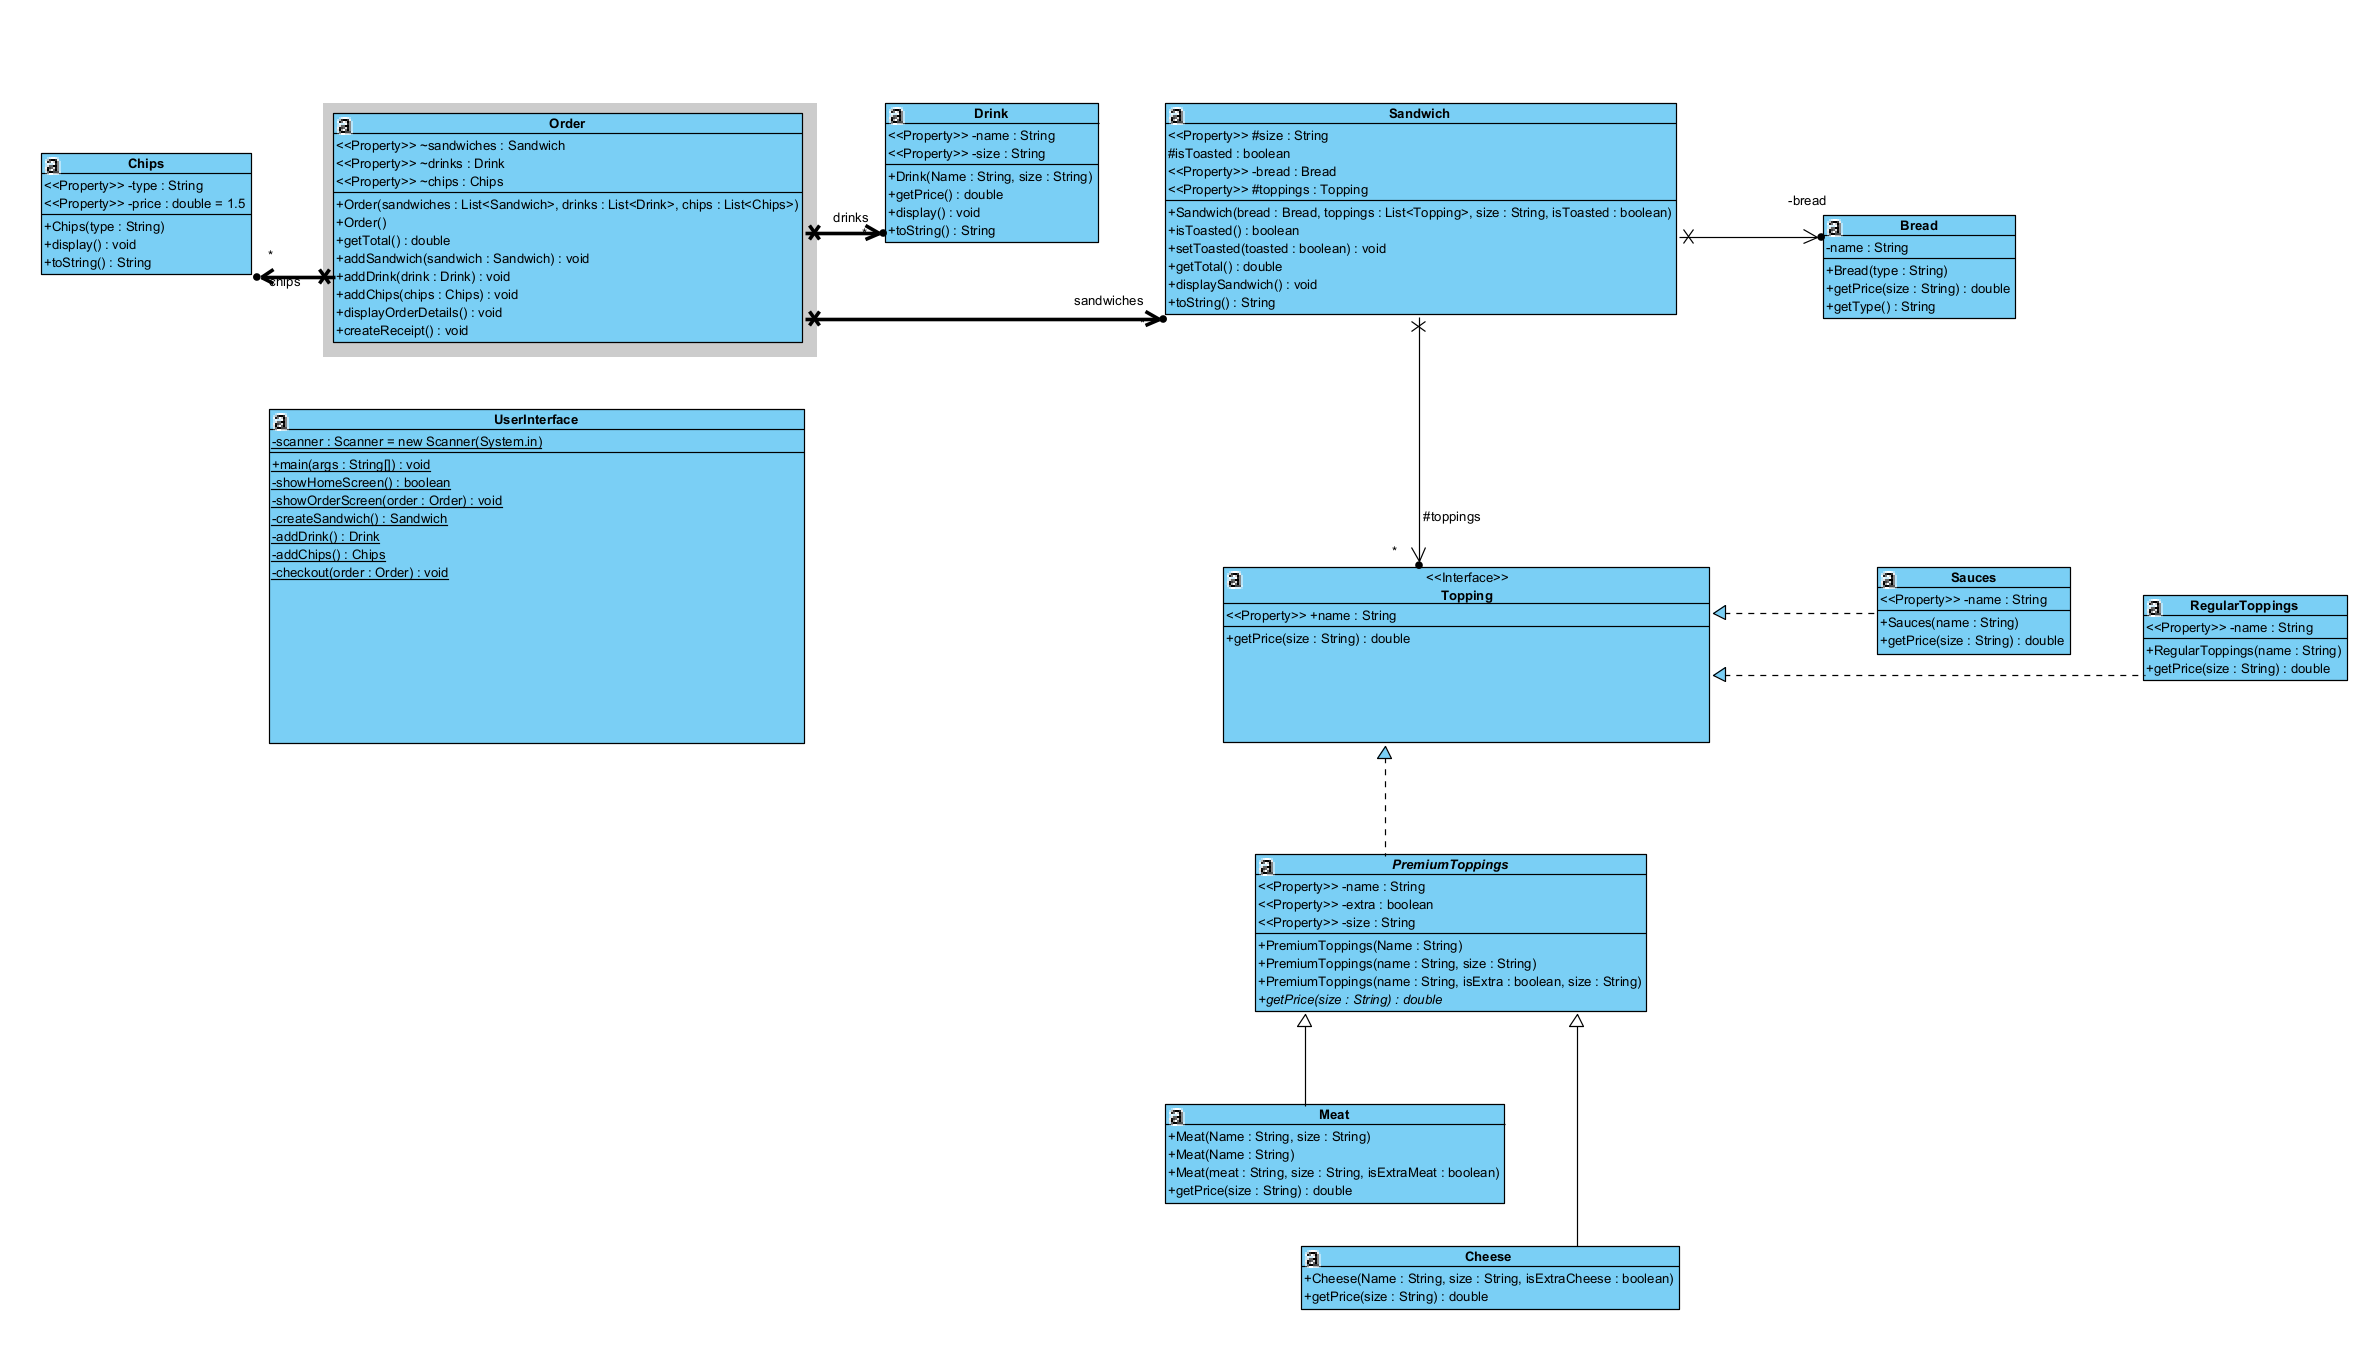 Chips
<<Property>> -type : String
<<Property>> -price : double = 1.5
+Chips(type : String)
+display() : void
+toString() : String
*
chips
Order
<<Property>> ~sandwiches : Sandwich
<<Property>> ~drinks : Drink
<<Property>> ~chips : Chips
+Order(sandwiches : List<Sandwich>, drinks : List<Drink>, chips : List<Chips>)
+Order()
+getTotal() : double
+addSandwich(sandwich : Sandwich) : void
+addDrink(drink : Drink) : void
+addChips(chips : Chips) : void
+displayOrderDetails() : void
+createReceipt() : void
drinks
sandwiches
Drink
<<Property>> -name : String
<<Property>> -size : String
+Drink(Name : String, size : String)
+getPrice() : double
+display() : void
+toString() : String
Sandwich
<<Property>> #size : String
#isToasted : boolean
<<Property>> -bread : Bread
<<Property>> #toppings : Topping
+Sandwich(bread : Bread, toppings : List<Topping>, size : String, isToasted : boolean)
+isToasted() : boolean
+setToasted(toasted : boolean) : void
+getTotal() : double
+displaySandwich() : void
+toString() : String
-bread
Bread
-name : String
+Bread(type : String)
+getPrice(size : String) : double
+getType() : String
UserInterface
-scanner : Scanner = new Scanner(System.in)
+main(args : String[]) : void
-showHomeScreen() : boolean
-showOrderScreen(order : Order) : void
-createSandwich() : Sandwich
-addDrink() : Drink
-addChips() : Chips
-checkout(order : Order) : void
#toppings
*
<<Interface>>
Topping
<<Property>> +name : String
+getPrice(size : String) : double
Sauces
<<Property>> -name : String
+Sauces(name : String)
+getPrice(size : String) : double
RegularToppings
<<Property>> -name : String
+RegularToppings(name : String)
+getPrice(size : String) : double
PremiumToppings
<<Property>> -name : String
<<Property>> -extra : boolean
<<Property>> -size : String
+PremiumToppings(Name : String)
+PremiumToppings(name : String, size : String)
+PremiumToppings(name : String, isExtra : boolean, size : String)
+getPrice(size : String) : double
Meat
+Meat(Name : String, size : String)
+Meat(Name : String)
+Meat(meat : String, size : String, isExtraMeat : boolean)
+getPrice(size : String) : double
Cheese
+Cheese(Name : String, size : String, isExtraCheese : boolean)
+getPrice(size : String) : double